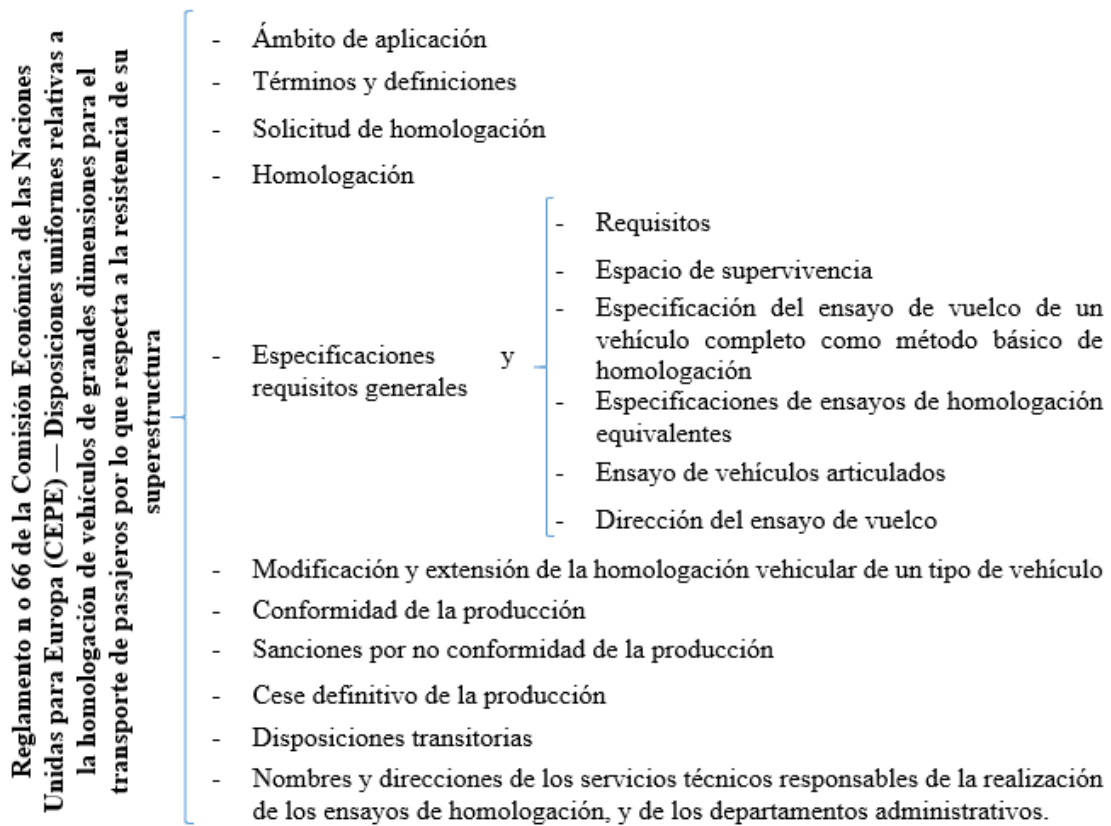 Reglamento n o 66 de la Comisión Económica de las Naciones
Unidas para Europa (CEPE) — Disposiciones uniformes relativas a
la homologación de vehículos de grandes dimensiones para el
transporte de pasajeros por lo que respecta a la resistencia de su
superestructura
- Ámbito de aplicación
- Términos y definiciones
- Solicitud de homologación
- Homologación
- Especificaciones y
requisitos generales
- Requisitos
- Espacio de supervivencia
- Especificación del ensayo de vuelco de un
vehículo completo como método básico de
homologación
- Especificaciones de ensayos de homologación
equivalentes
- Ensayo de vehículos articulados
- Dirección del ensayo de vuelco
- Modificación y extensión de la homologación vehicular de un tipo de vehículo
- Conformidad de la producción
- Sanciones por no conformidad de la producción
- Cese definitivo de la producción
- Disposiciones transitorias
- Nombres y direcciones de los servicios técnicos responsables de la realización
de los ensayos de homologación, y de los departamentos administrativos.